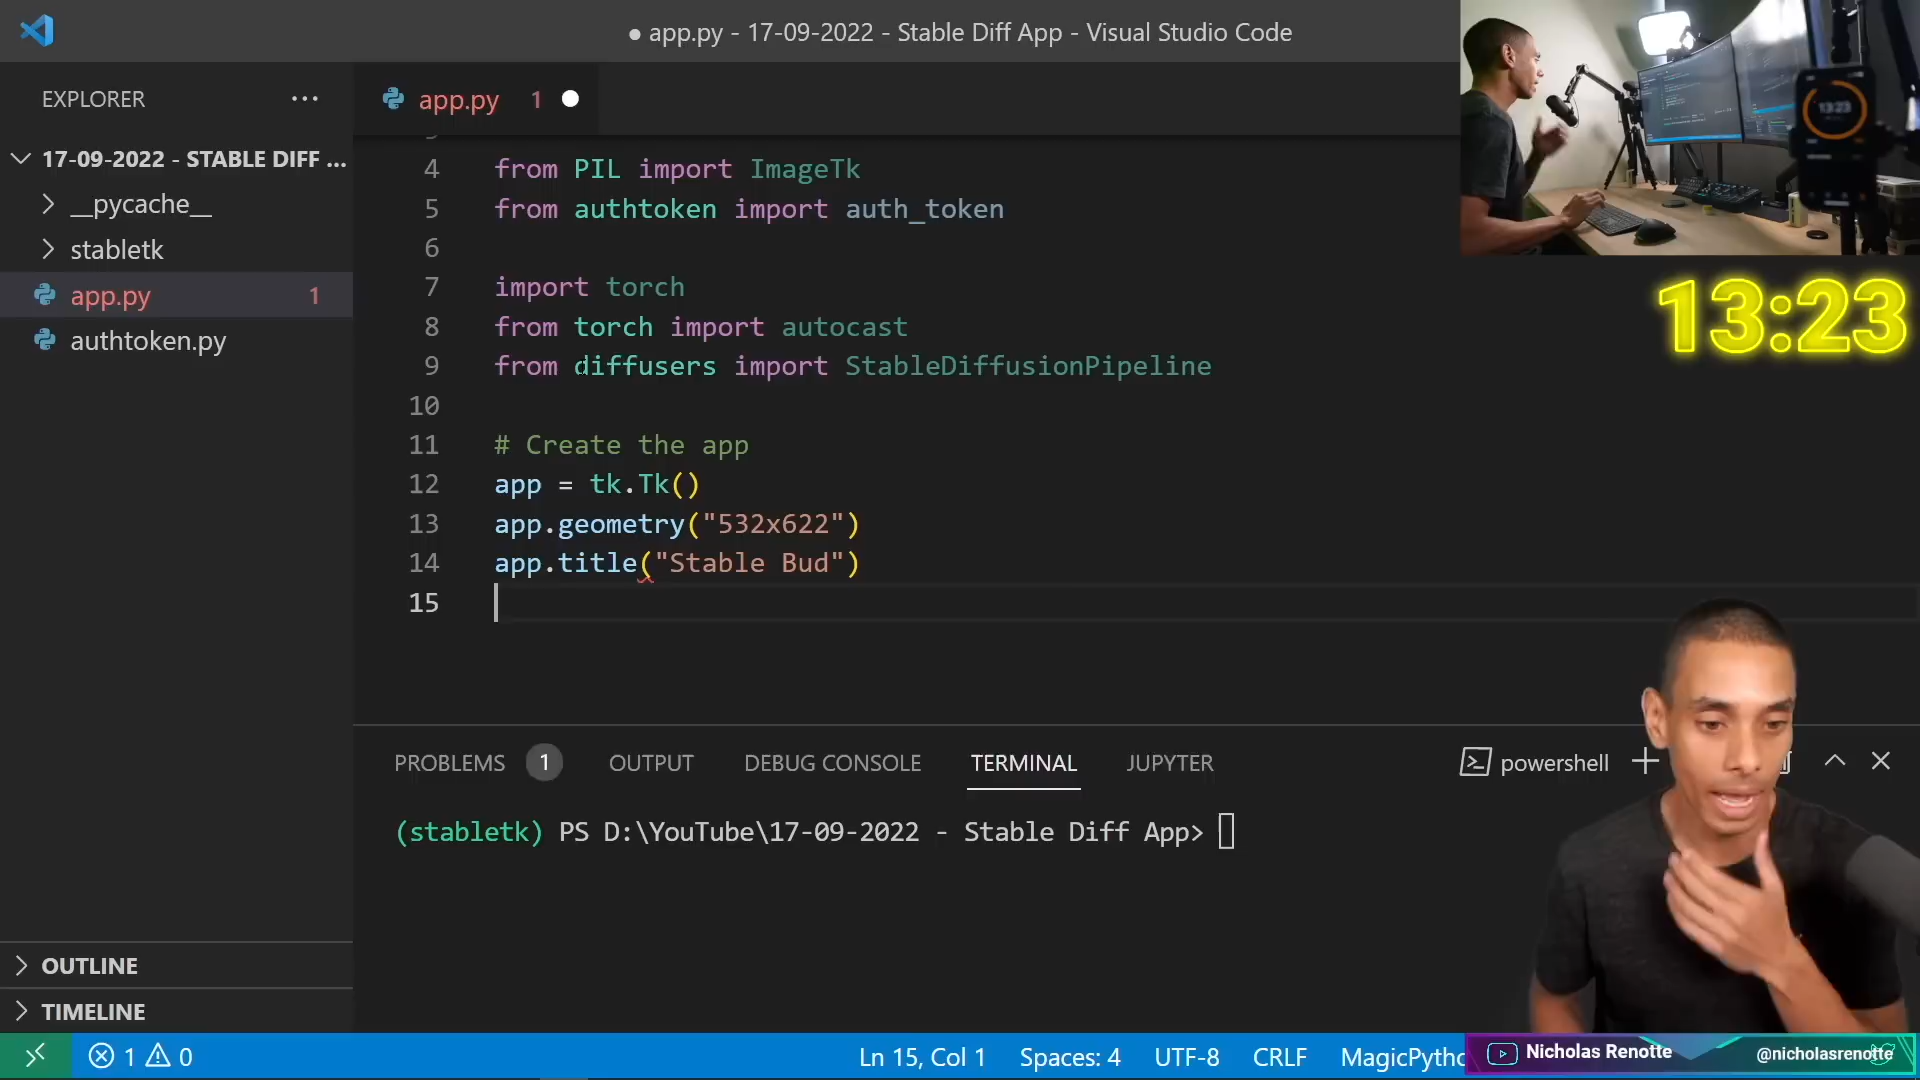 ● app.py - 17-09-2022 - Stable Diff App - Visual Studio Code
EXPLORER
17-09-2022 - STABLE DIFF ...
__pycache__
stabletk
app.py 1
authtoken.py
OUTLINE
TIMELINE
app.py 1
4 from PIL import ImageTk
5 from authtoken import auth_token
6
7 import torch
8 from torch import autocast
9 from diffusers import StableDiffusionPipeline
10
11 # Create the app
12 app = tk.Tk()
13 app.geometry("532x622")
14 app.title("Stable Bud")
15
13:23
13:23
PROBLEMS 1 OUTPUT DEBUG CONSOLE TERMINAL JUPYTER
powershell
(stabletk) PS D:\YouTube\17-09-2022 - Stable Diff App>
1 0
Ln 15, Col 1 Spaces: 4 UTF-8 CRLF MagicPytho
Nicholas Renotte
@nicholasrenotte